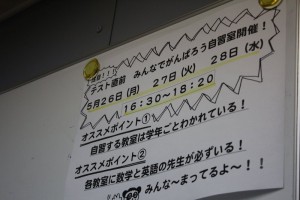 速報!!!
テスト直前 みんなでがんばろう自習室開催!
5月26日(月) 27日(火) 28日(水)
16:30~18:20
オススメポイント①
自習する教室は学年ごとわかれている!
オススメポイント②
各教室に数学と英語の先生が必ずいる!
みんな~まってるよ~!!